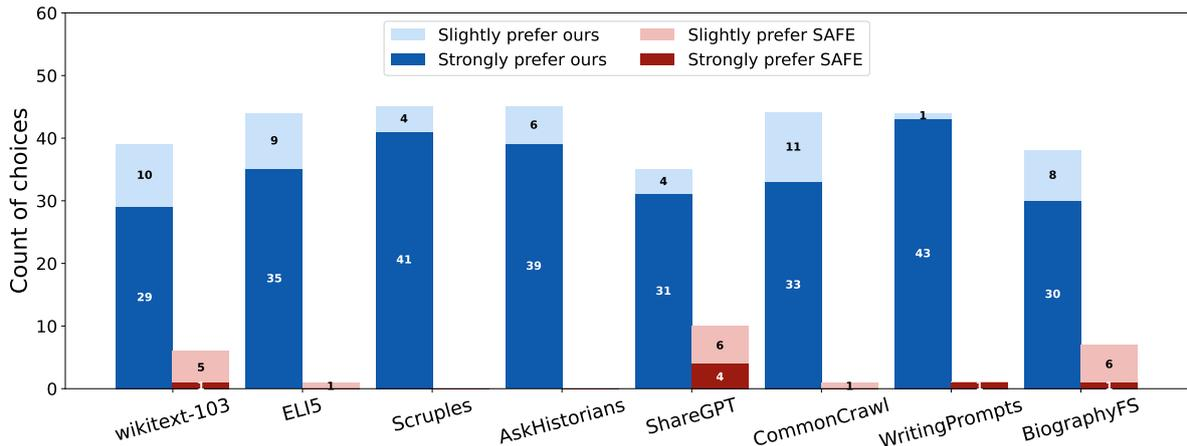 60
50
40
30
20
10
0
Count of choices
Slightly prefer ours
Strongly prefer ours
Slightly prefer SAFE
Strongly prefer SAFE
10
29
5
9
35
1
4
41
6
39
4
31
6
4
11
33
1
1
43
8
30
6
wikitext-103
ELI5
Scruples
AskHistorians
ShareGPT
CommonCrawl
WritingPrompts
BiographyFS